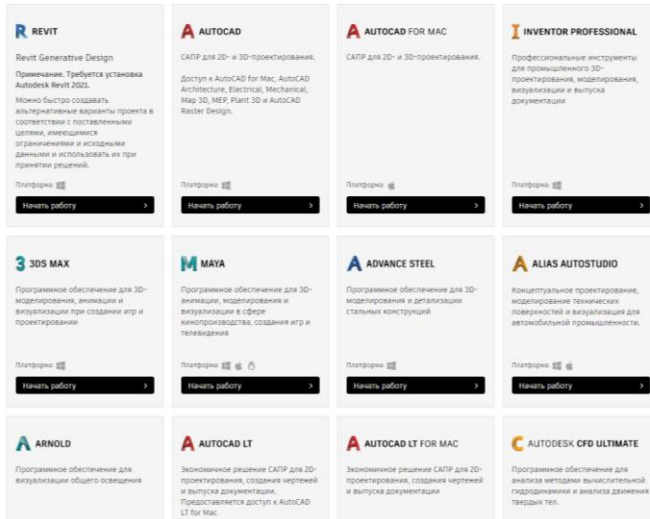 REVIT
Revit Generative Design
Примечание. Требуется установка
Autodesk Revit 2021.
Можно быстро создавать
альтернативные варианты проекта в
соответствии с поставленными
целями, имеющимися
ограничениями и исходными
данными и использовать их при
принятии решений.
Платформа:
Начать работу
AUTOCAD
САПР для 2D- и 3D-проектирования.
Доступ к AutoCAD for Mac, AutoCAD
Architecture, Electrical, Mechanical,
Map 3D, MEP, Plant 3D и AutoCAD
Raster Design.
Платформа:
Начать работу
AUTOCAD FOR MAC
САПР для 2D- и 3D-проектирования.
Платформа:
Начать работу
INVENTOR PROFESSIONAL
Профессиональные инструменты
для промышленного 3D-
проектирования, моделирования,
визуализации и выпуска
документации
Платформа:
Начать работу
3DS MAX
Программное обеспечение для 3D-
моделирования, анимации и
визуализации при создании игр и
проектировании
Платформа:
Начать работу
MAYA
Программное обеспечение для 3D-
анимации, моделирования и
визуализации в сфере
кинопроизводства, создания игр и
телевидения
Платформа:
Начать работу
ADVANCE STEEL
Программное обеспечение для 3D-
моделирования и детализации
стальных конструкций
Платформа:
Начать работу
ALIAS AUTOSTUDIO
Концептуальное проектирование,
моделирование технических
поверхностей и визуализация для
автомобильной промышленности.
Платформа:
Начать работу
ARNOLD
Программное обеспечение для
визуализации общего освещения
AUTOCAD LT
Экономичное решение САПР для 2D-
проектирования, создания чертежей
и выпуска документации.
Предоставляется доступ к AutoCAD
LT for Mac
AUTOCAD LT FOR MAC
Экономичное решение САПР для 2D-
проектирования, создания чертежей
и выпуска документации
AUTODESK CFD ULTIMATE
Программное обеспечение для
анализа методами вычислительной
гидродинамики и анализа движения
твердых тел.